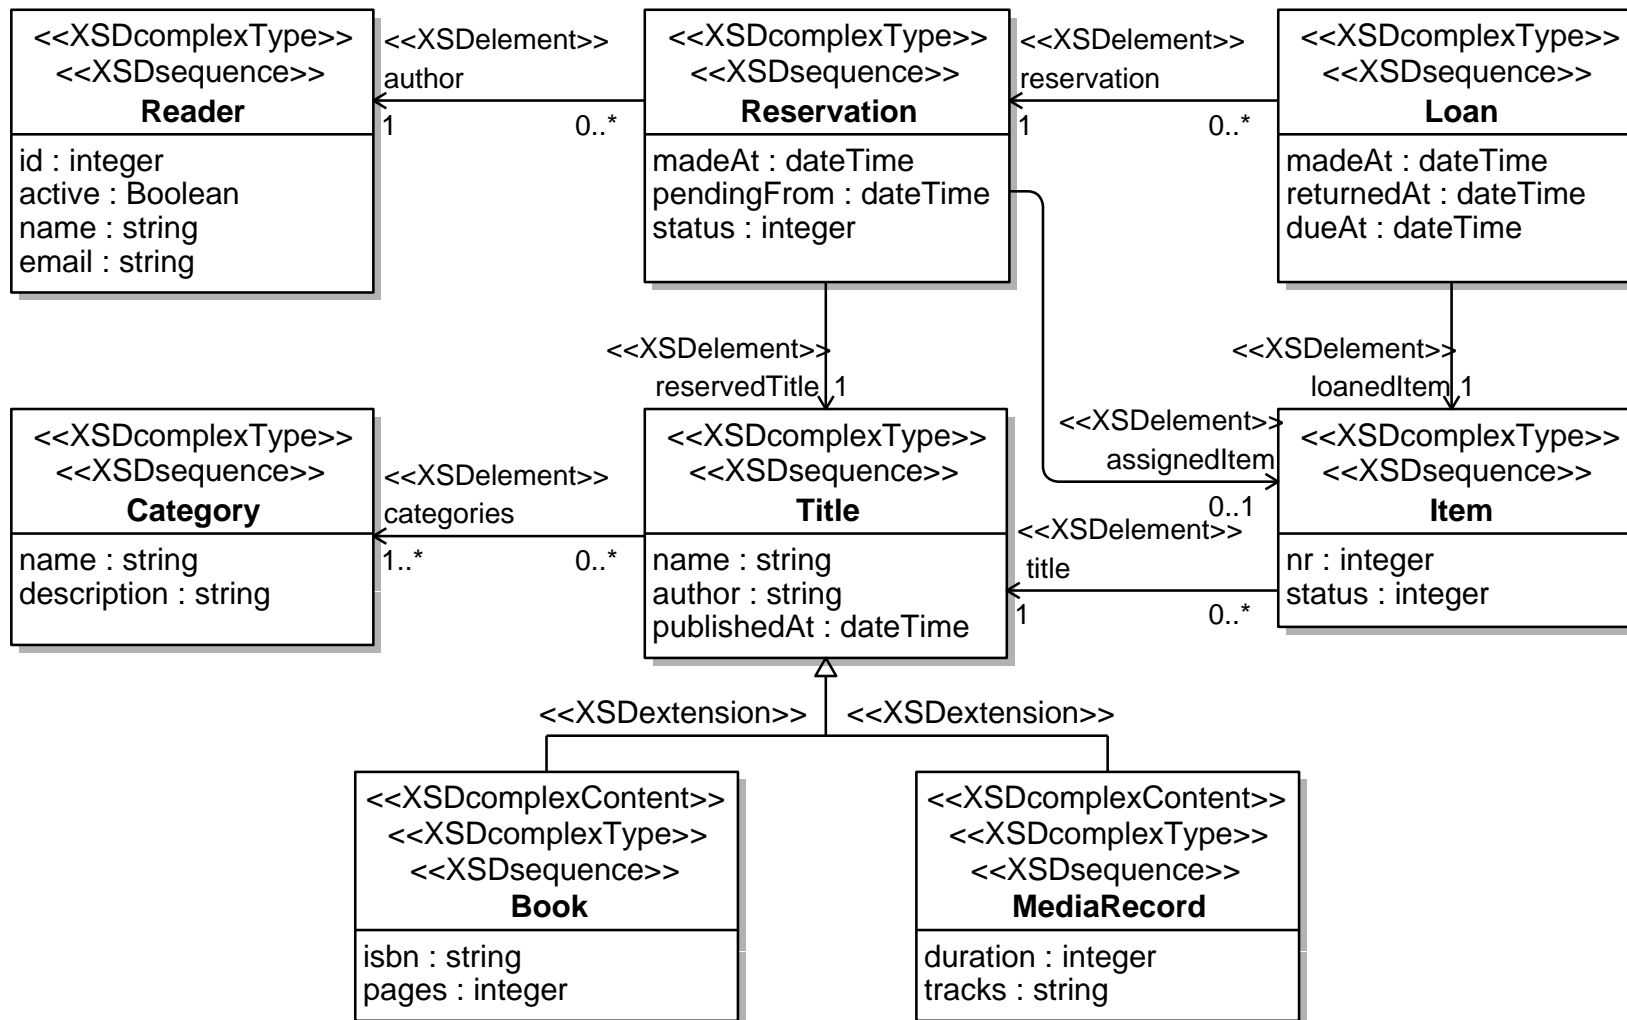 <<XSDcomplexType>>
<<XSDsequence>>
Reader
id : integer
active : Boolean
name : string
email : string
<<XSDelement>>
author
1
0..*
<<XSDcomplexType>>
<<XSDsequence>>
Reservation
madeAt : dateTime
pendingFrom : dateTime
status : integer
<<XSDelement>>
reservation
1
0..*
<<XSDcomplexType>>
<<XSDsequence>>
Loan
madeAt : dateTime
returnedAt : dateTime
dueAt : dateTime
<<XSDelement>>
reservedTitle 1
<<XSDelement>>
loanedItem 1
<<XSDcomplexType>>
<<XSDsequence>>
Category
name : string
description : string
<<XSDelement>>
categories
1..*
0..*
<<XSDcomplexType>>
<<XSDsequence>>
Title
name : string
author : string
publishedAt : dateTime
<<XSDelement>>
assignedItem
0..1
<<XSDelement>>
title
1
0..*
<<XSDcomplexType>>
<<XSDsequence>>
Item
nr : integer
status : integer
<<XSDextension>>
<<XSDextension>>
<<XSDcomplexContent>>
<<XSDcomplexType>>
<<XSDsequence>>
Book
isbn : string
pages : integer
<<XSDcomplexContent>>
<<XSDcomplexType>>
<<XSDsequence>>
MediaRecord
duration : integer
tracks : string